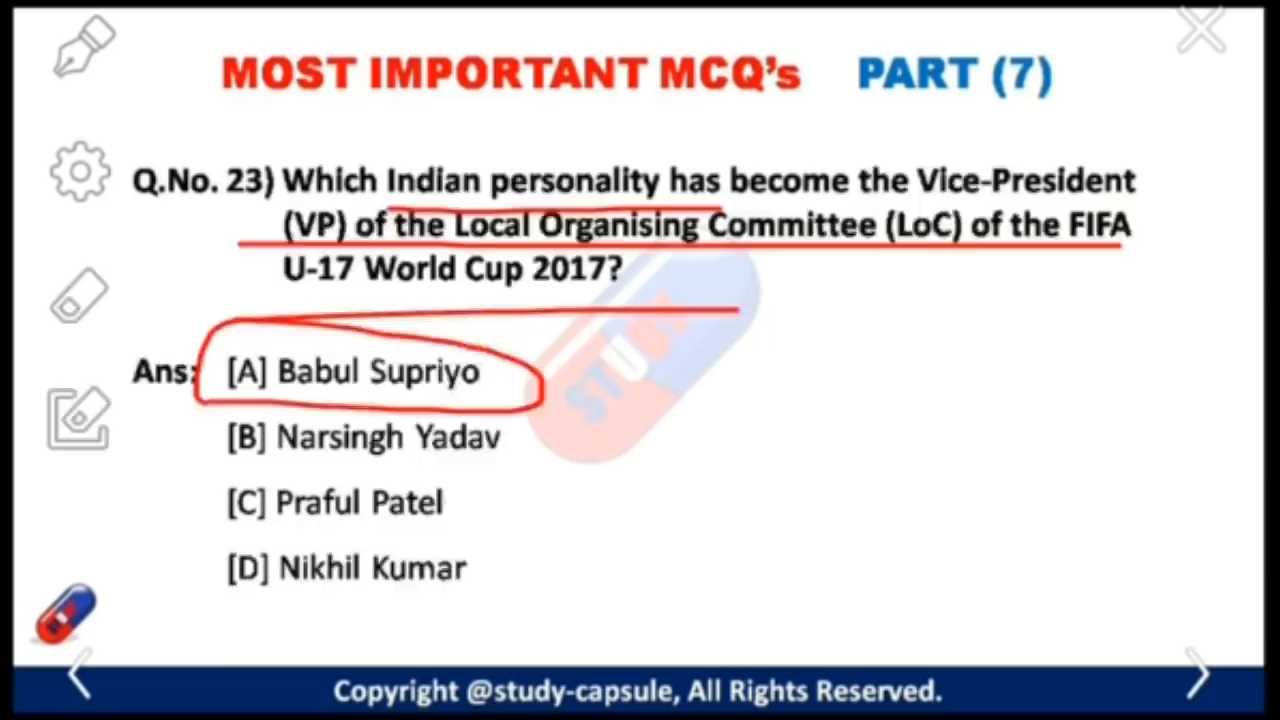 MOST IMPORTANT MCQ’s PART (7)
Q.No. 23) Which Indian personality has become the Vice-President
(VP) of the Local Organising Committee (LoC) of the FIFA
U-17 World Cup 2017?
STUDY
Ans: [A] Babul Supriyo
[B] Narsingh Yadav
[C] Praful Patel
[D] Nikhil Kumar
Copyright @study-capsule, All Rights Reserved.